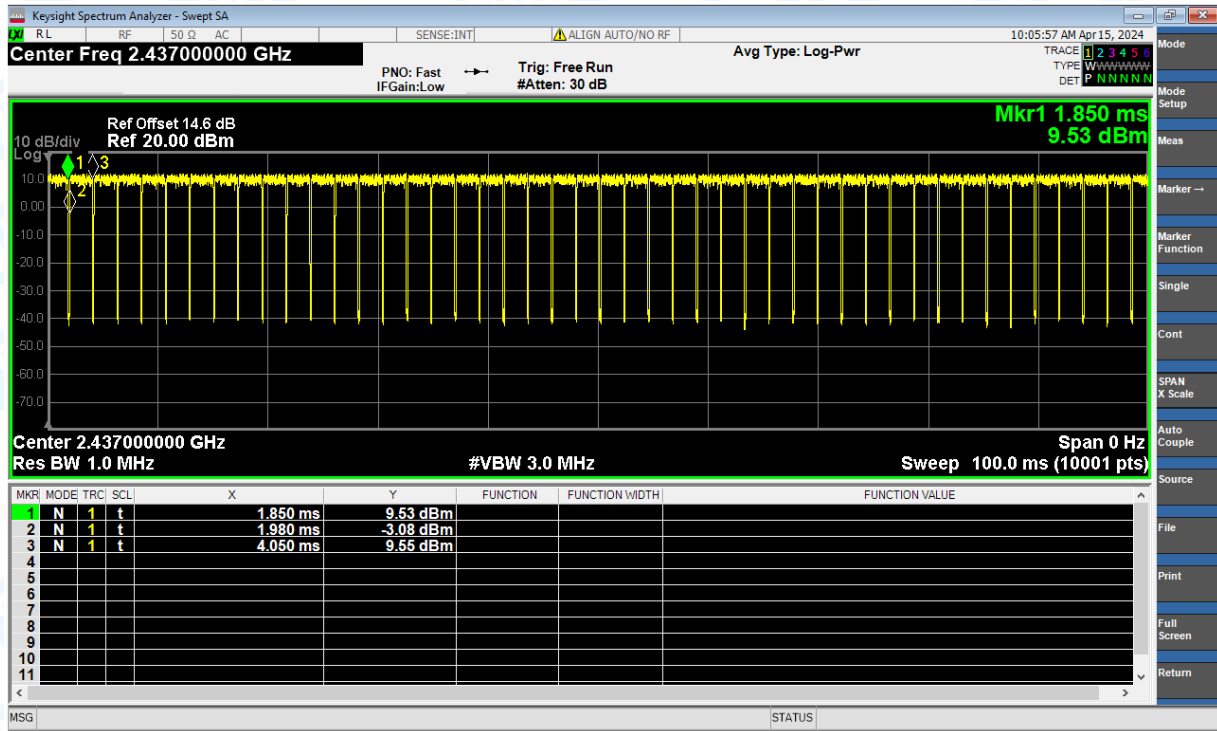 Keysight Spectrum Analyzer - Swept SA
LXI RL RF 50 Ω AC SENSE:INT ALIGN AUTO/NO RF 10:05:57 AM Apr 15, 2024
Center Freq 2.437000000 GHz
PNO: Fast
IFGain:Low
Trig: Free Run
#Atten: 30 dB
Avg Type: Log-Pwr
TRACE 1 2 3 4 5 6
TYPE WWWWWW
DET P N N N N N
Mkr1 1.850 ms
9.53 dBm
Ref Offset 14.6 dB
10 dB/div Ref 20.00 dBm
Log
1 3
2
10.0
0.00
-10.0
-20.0
-30.0
-40.0
-50.0
-60.0
-70.0
Center 2.437000000 GHz Span 0 Hz
Res BW 1.0 MHz #VBW 3.0 MHz Sweep 100.0 ms (10001 pts)
MKR MODE TRC SCL X Y FUNCTION FUNCTION WIDTH FUNCTION VALUE
1 N 1 t 1.850 ms 9.53 dBm
2 N 1 t 1.980 ms -3.08 dBm
3 N 1 t 4.050 ms 9.55 dBm
4
5
6
7
8
9
10
11
MSG STATUS
Mode
Mode
Setup
Meas
Marker →
Marker
Function
Single
Cont
SPAN
X Scale
Auto
Couple
Source
File
Print
Full
Screen
Return